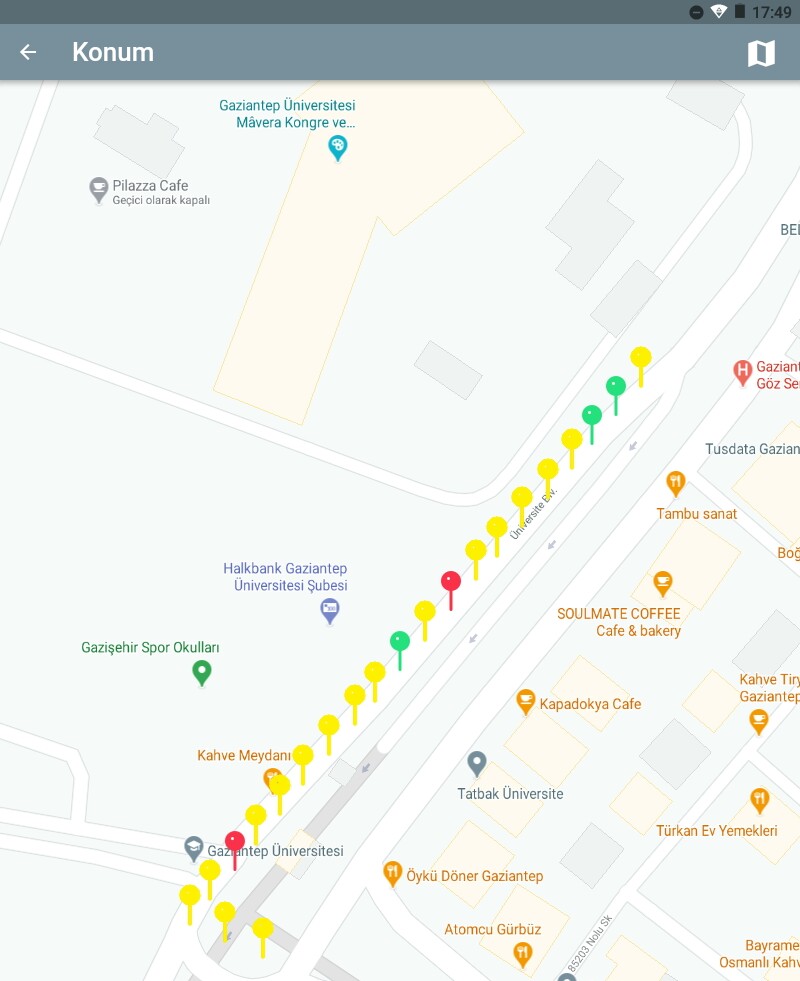 17:49
Konum
Gaziantep Üniversitesi
Mâvera Kongre ve...
Pilazza Cafe
Geçici olarak kapalı
BEL
Gaziant
Göz Se
Tusdata Gazian
Tambu sanat
Üniversite Blv.
Boğ
Halkbank Gaziantep
Üniversitesi Şubesi
SOULMATE COFFEE
Cafe & bakery
Gazişehir Spor Okulları
Kahve Tiry
Gaziantep
Kapadokya Cafe
Kahve Meydanı
Tatbak Üniversite
Türkan Ev Yemekleri
Gaziantep Üniversitesi
Öykü Döner Gaziantep
Atomcu Gürbüz
85203 Nolu Sk
Bayrame
Osmanlı Kahv